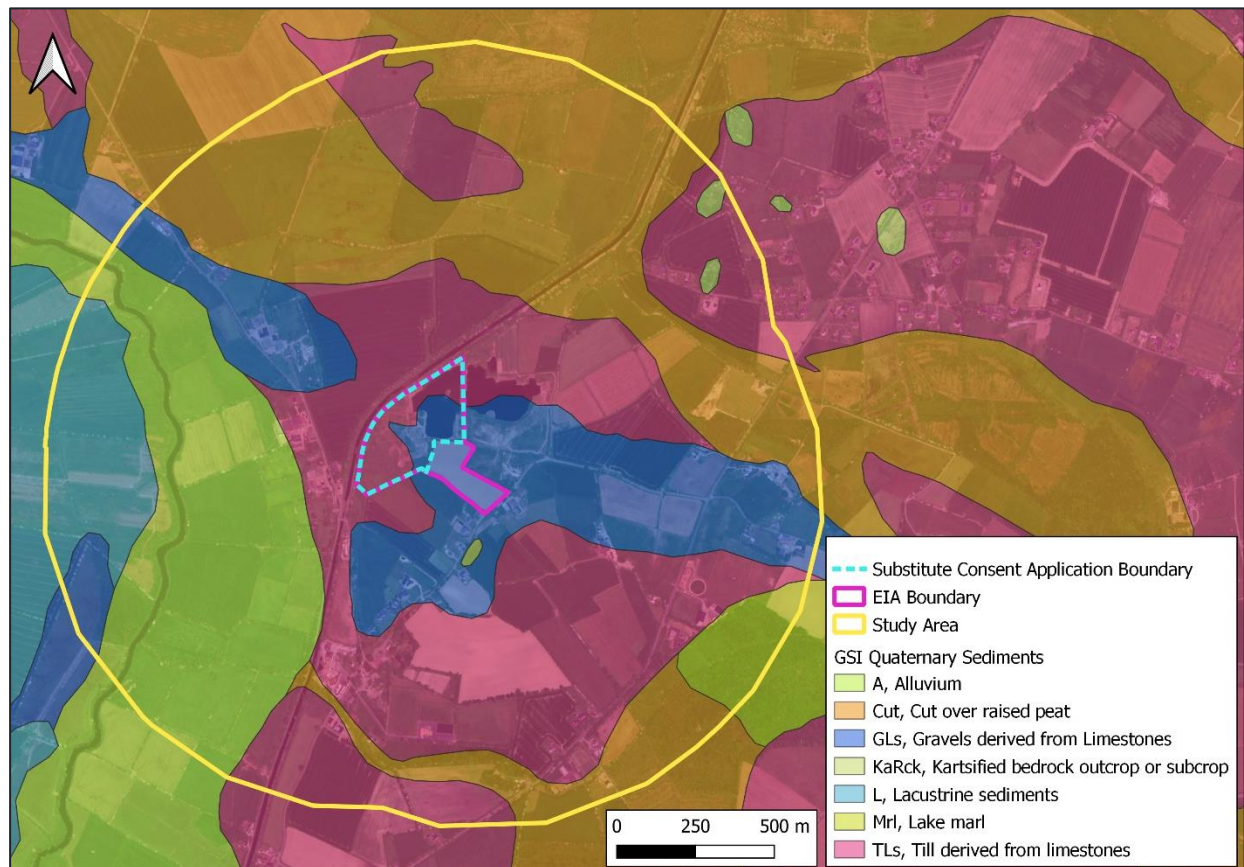 Substitute Consent Application Boundary
EIA Boundary
Study Area
GSI Quaternary Sediments
A, Alluvium
Cut, Cut over raised peat
GLs, Gravels derived from Limestones
KaRck, Kartsified bedrock outcrop or subcrop
L, Lacustrine sediments
Mrl, Lake marl
TLs, Till derived from limestones
0 250 500 m